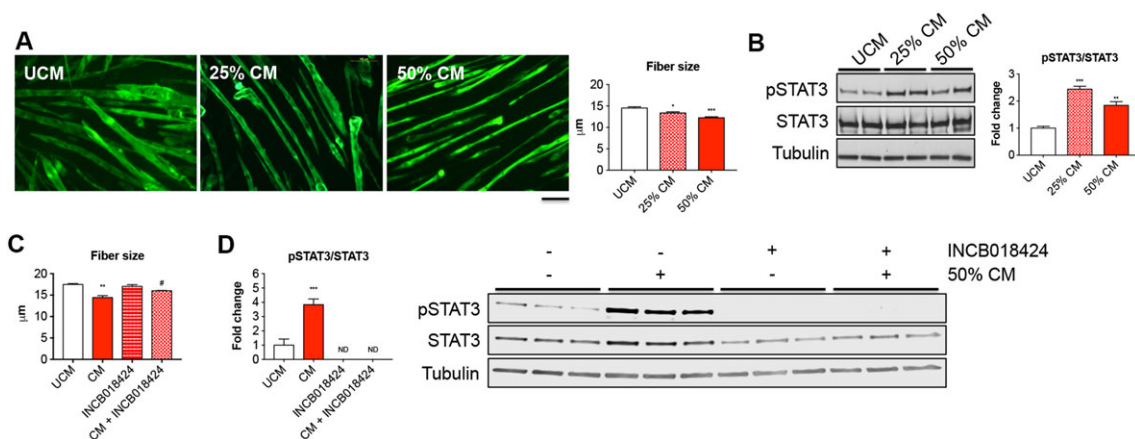 A
UCM
25% CM
50% CM
Fiber size
μm
20
15
10
5
0
*
***
UCM
25% CM
50% CM
B
UCM
25% CM
50% CM
pSTAT3
STAT3
Tubulin
pSTAT3/STAT3
Fold change
3
2
1
0
***
**
UCM
25% CM
50% CM
C
Fiber size
μm
20
15
10
5
0
**
#
UCM
CM
INCB018424
CM + INCB018424
D
pSTAT3/STAT3
Fold change
6
5
4
3
2
1
0
***
ND
ND
UCM
CM
INCB018424
CM + INCB018424
- - + + INCB018424
- + - + 50% CM
pSTAT3
STAT3
Tubulin